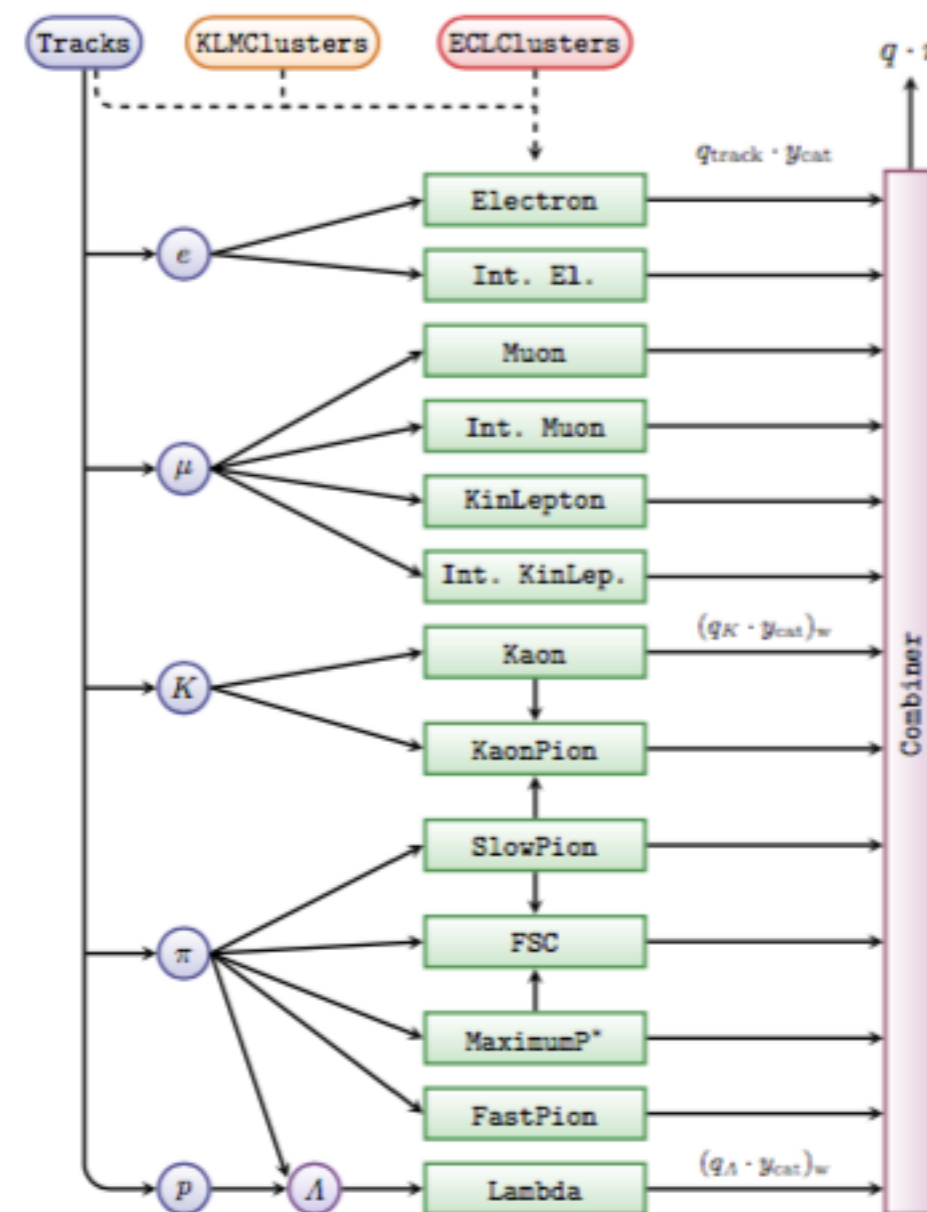 Tracks KLMClusters ECLClusters
q ·
q_track · y_cat
Electron
e
Int. El.
Muon
Int. Muon
μ
KinLepton
Int. KinLep.
(q_K · y_cat)_w
Kaon
K
Combiner
KaonPion
SlowPion
π
FSC
MaximumP*
FastPion
(q_Λ · y_cat)_w
p Λ Lambda